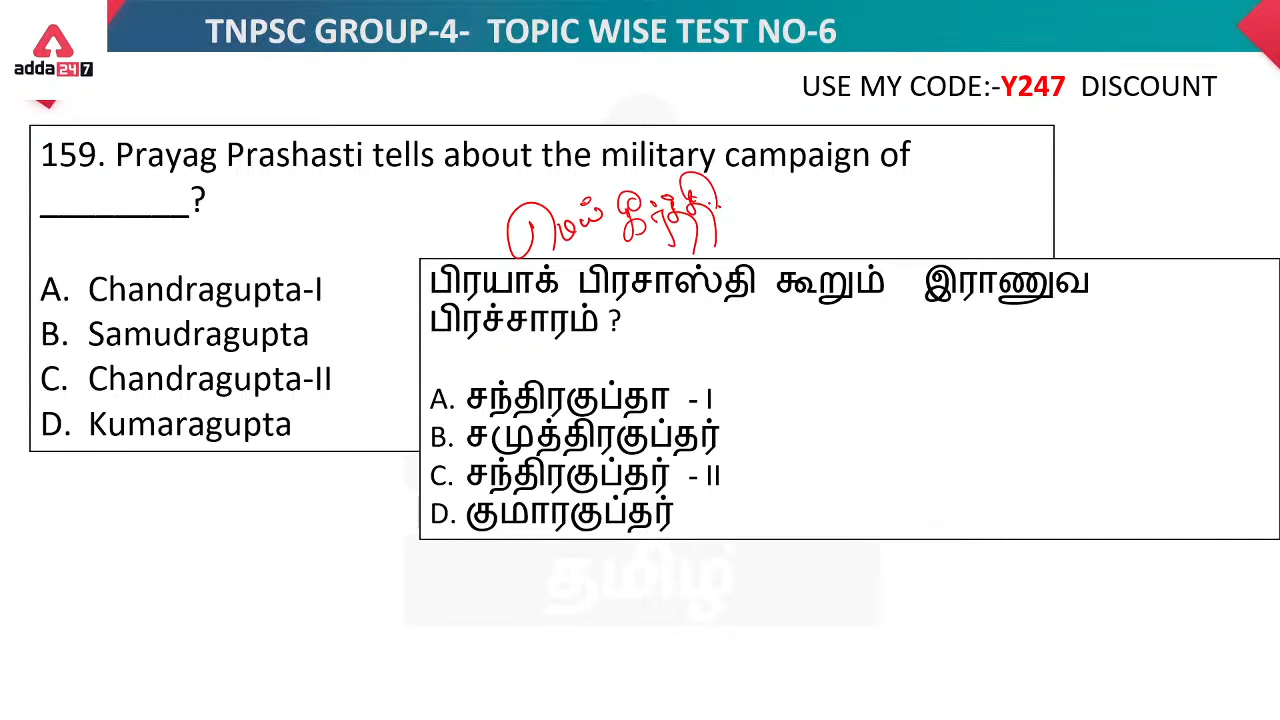 TNPSC GROUP-4- TOPIC WISE TEST NO-6
adda247
USE MY CODE:-Y247 DISCOUNT
159. Prayag Prashasti tells about the military campaign of
________?
மெய்கீர்த்தி
A. Chandragupta-I
B. Samudragupta
C. Chandragupta-II
D. Kumaragupta
பிரயாக் பிரசாஸ்தி கூறும் இராணுவ
பிரச்சாரம் ?
A. சந்திரகுப்தா - I
B. சமுத்திரகுப்தர்
C. சந்திரகுப்தர் - II
D. குமாரகுப்தர்
தமிழ்